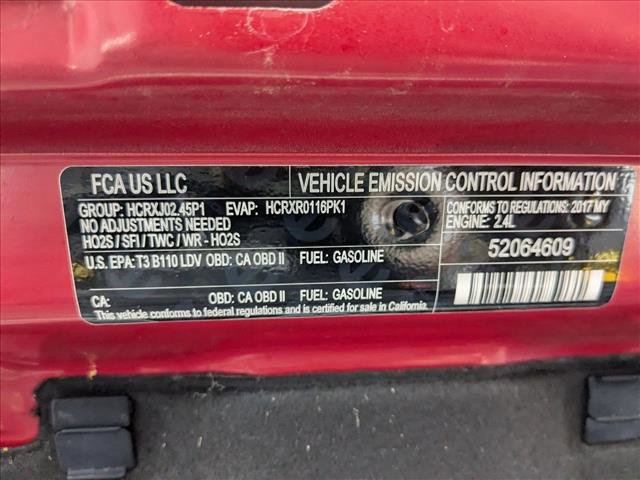 FCA US LLC
VEHICLE EMISSION CONTROL INFORMATION
GROUP: HCRXJ02.45P1 EVAP: HCRXR0116PK1
NO ADJUSTMENTS NEEDED
HO2S / SFI / TWC / WR - HO2S
CONFORMS TO REGULATIONS: 2017 MY
ENGINE: 2.4L
U.S. EPA: T3 B110 LDV OBD: CA OBD II FUEL: GASOLINE
52064609
CA: OBD: CA OBD II FUEL: GASOLINE
This vehicle conforms to federal regulations and is certified for sale in California.